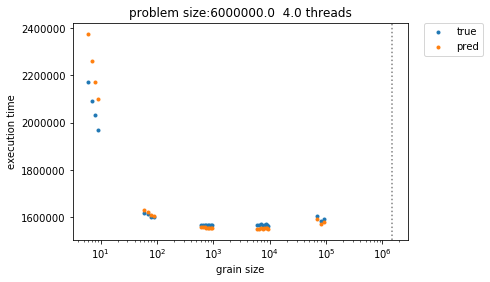 problem size:6000000.0  4.0 threads
true
pred
execution time
2400000
2200000
2000000
1800000
1600000
10¹ 10² 10³ 10⁴ 10⁵ 10⁶
grain size